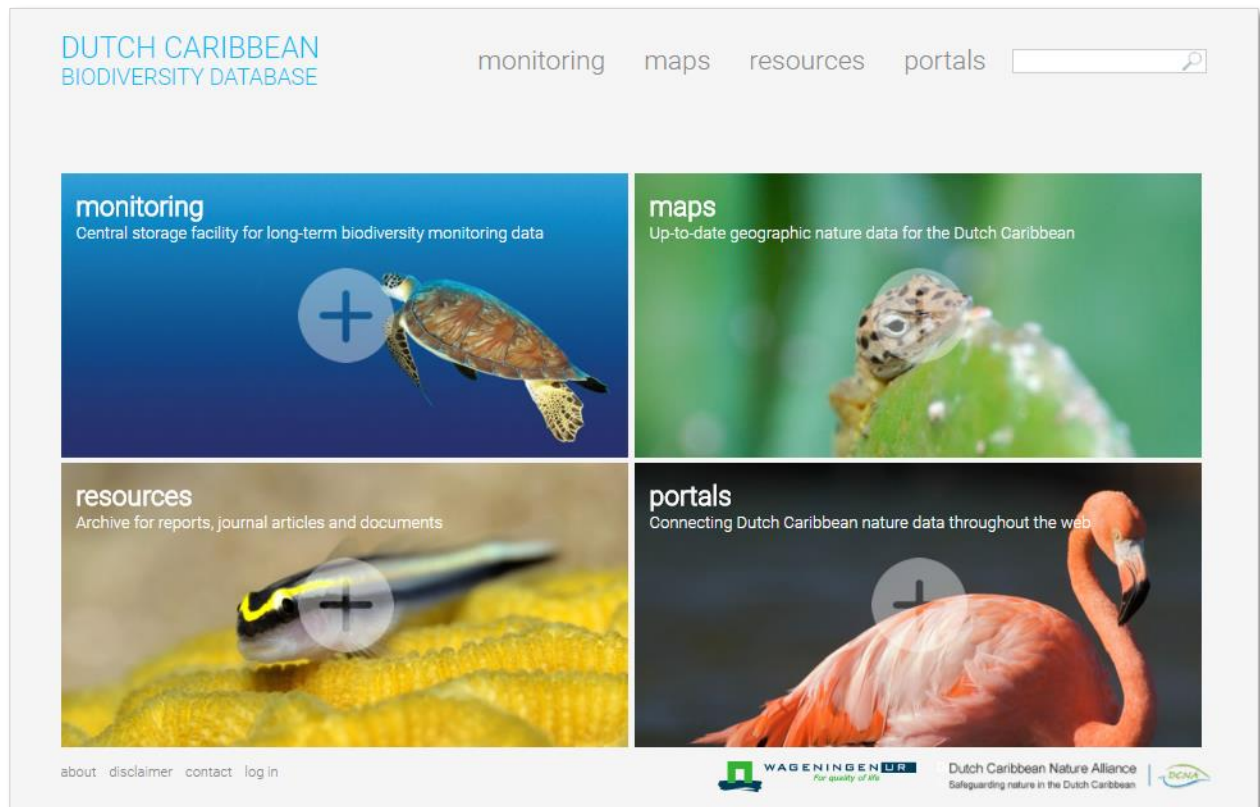 DUTCH CARIBBEAN
BIODIVERSITY DATABASE
monitoring maps resources portals
monitoring
Central storage facility for long-term biodiversity monitoring data
maps
Up-to-date geographic nature data for the Dutch Caribbean
resources
Archive for reports, journal articles and documents
portals
Connecting Dutch Caribbean nature data throughout the web
about disclaimer contact log in
WAGENINGEN UR
For quality of life
Dutch Caribbean Nature Alliance
Safeguarding nature in the Dutch Caribbean
DCNA